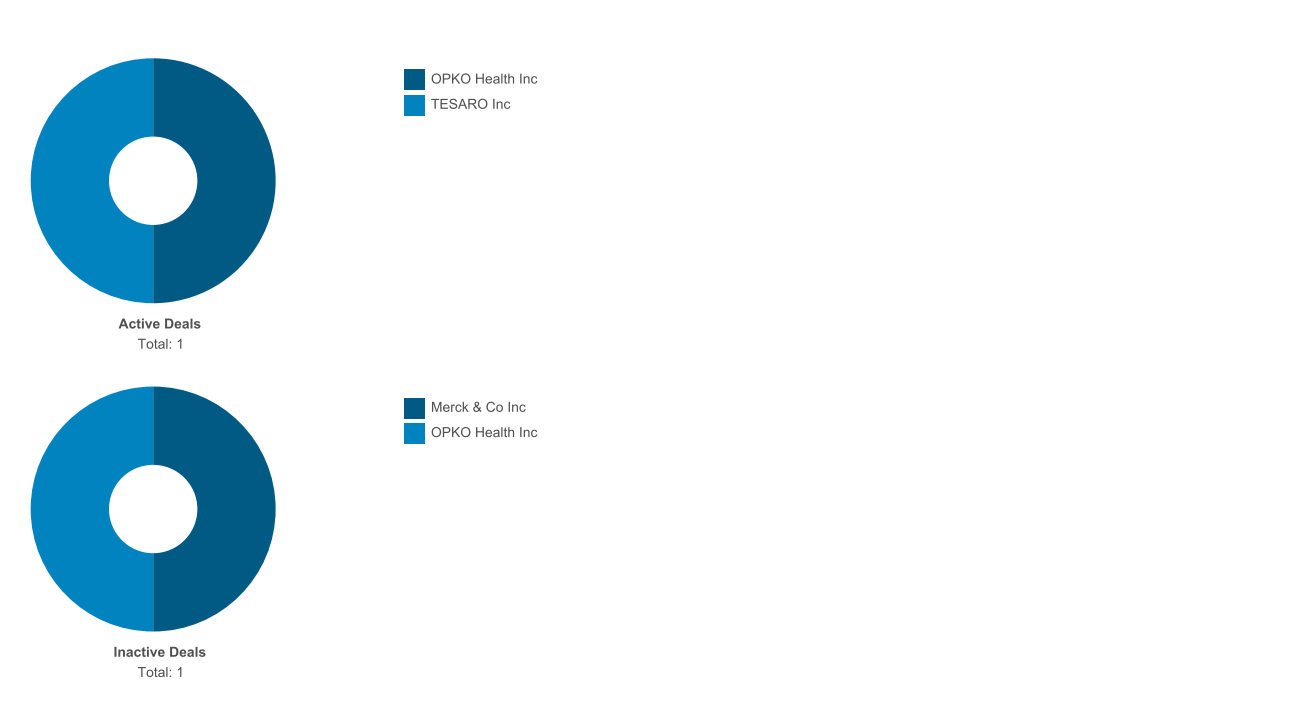 OPKO Health Inc
TESARO Inc
Active Deals
Total: 1
Merck & Co Inc
OPKO Health Inc
Inactive Deals
Total: 1